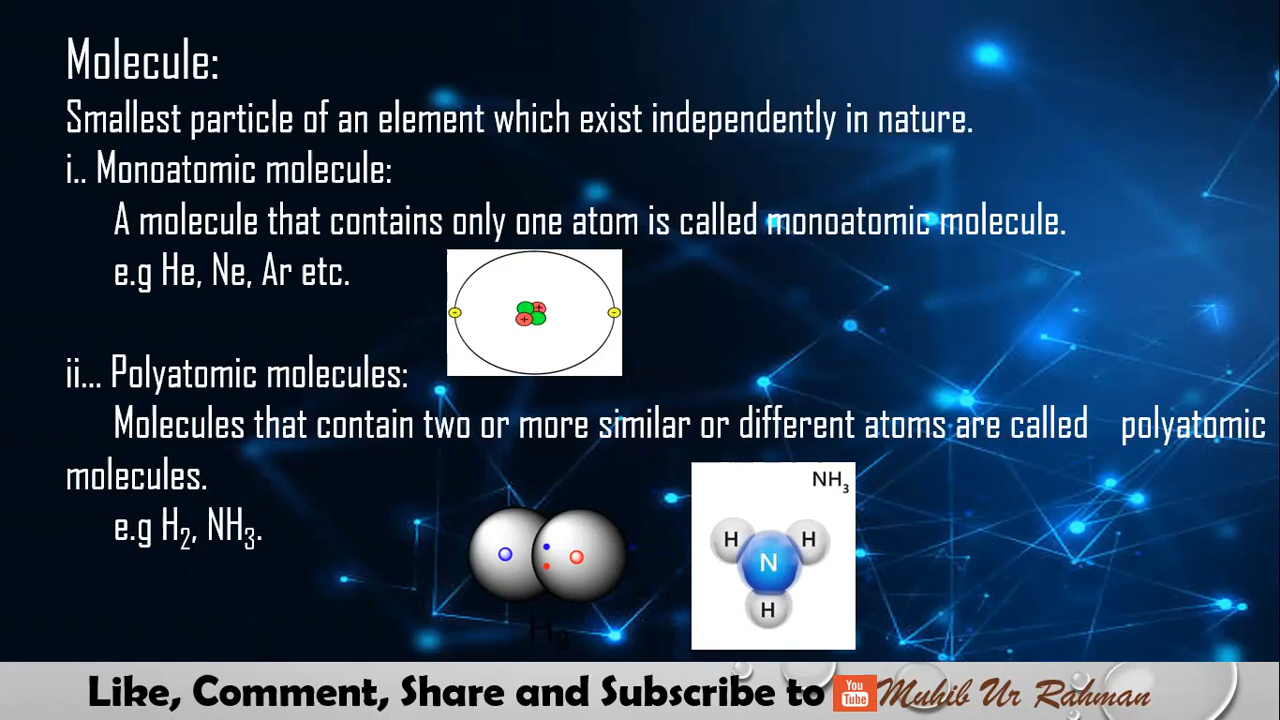 Molecule:
Smallest particle of an element which exist independently in nature.
i.. Monoatomic molecule:
A molecule that contains only one atom is called monoatomic molecule.
e.g He, Ne, Ar etc.
- + + -
ii... Polyatomic molecules:
Molecules that contain two or more similar or different atoms are called polyatomic
molecules.
e.g H₂, NH₃.
NH₃
H H
N
H
H₂
Like, Comment, Share and Subscribe to You Tube Muhib Ur Rahman